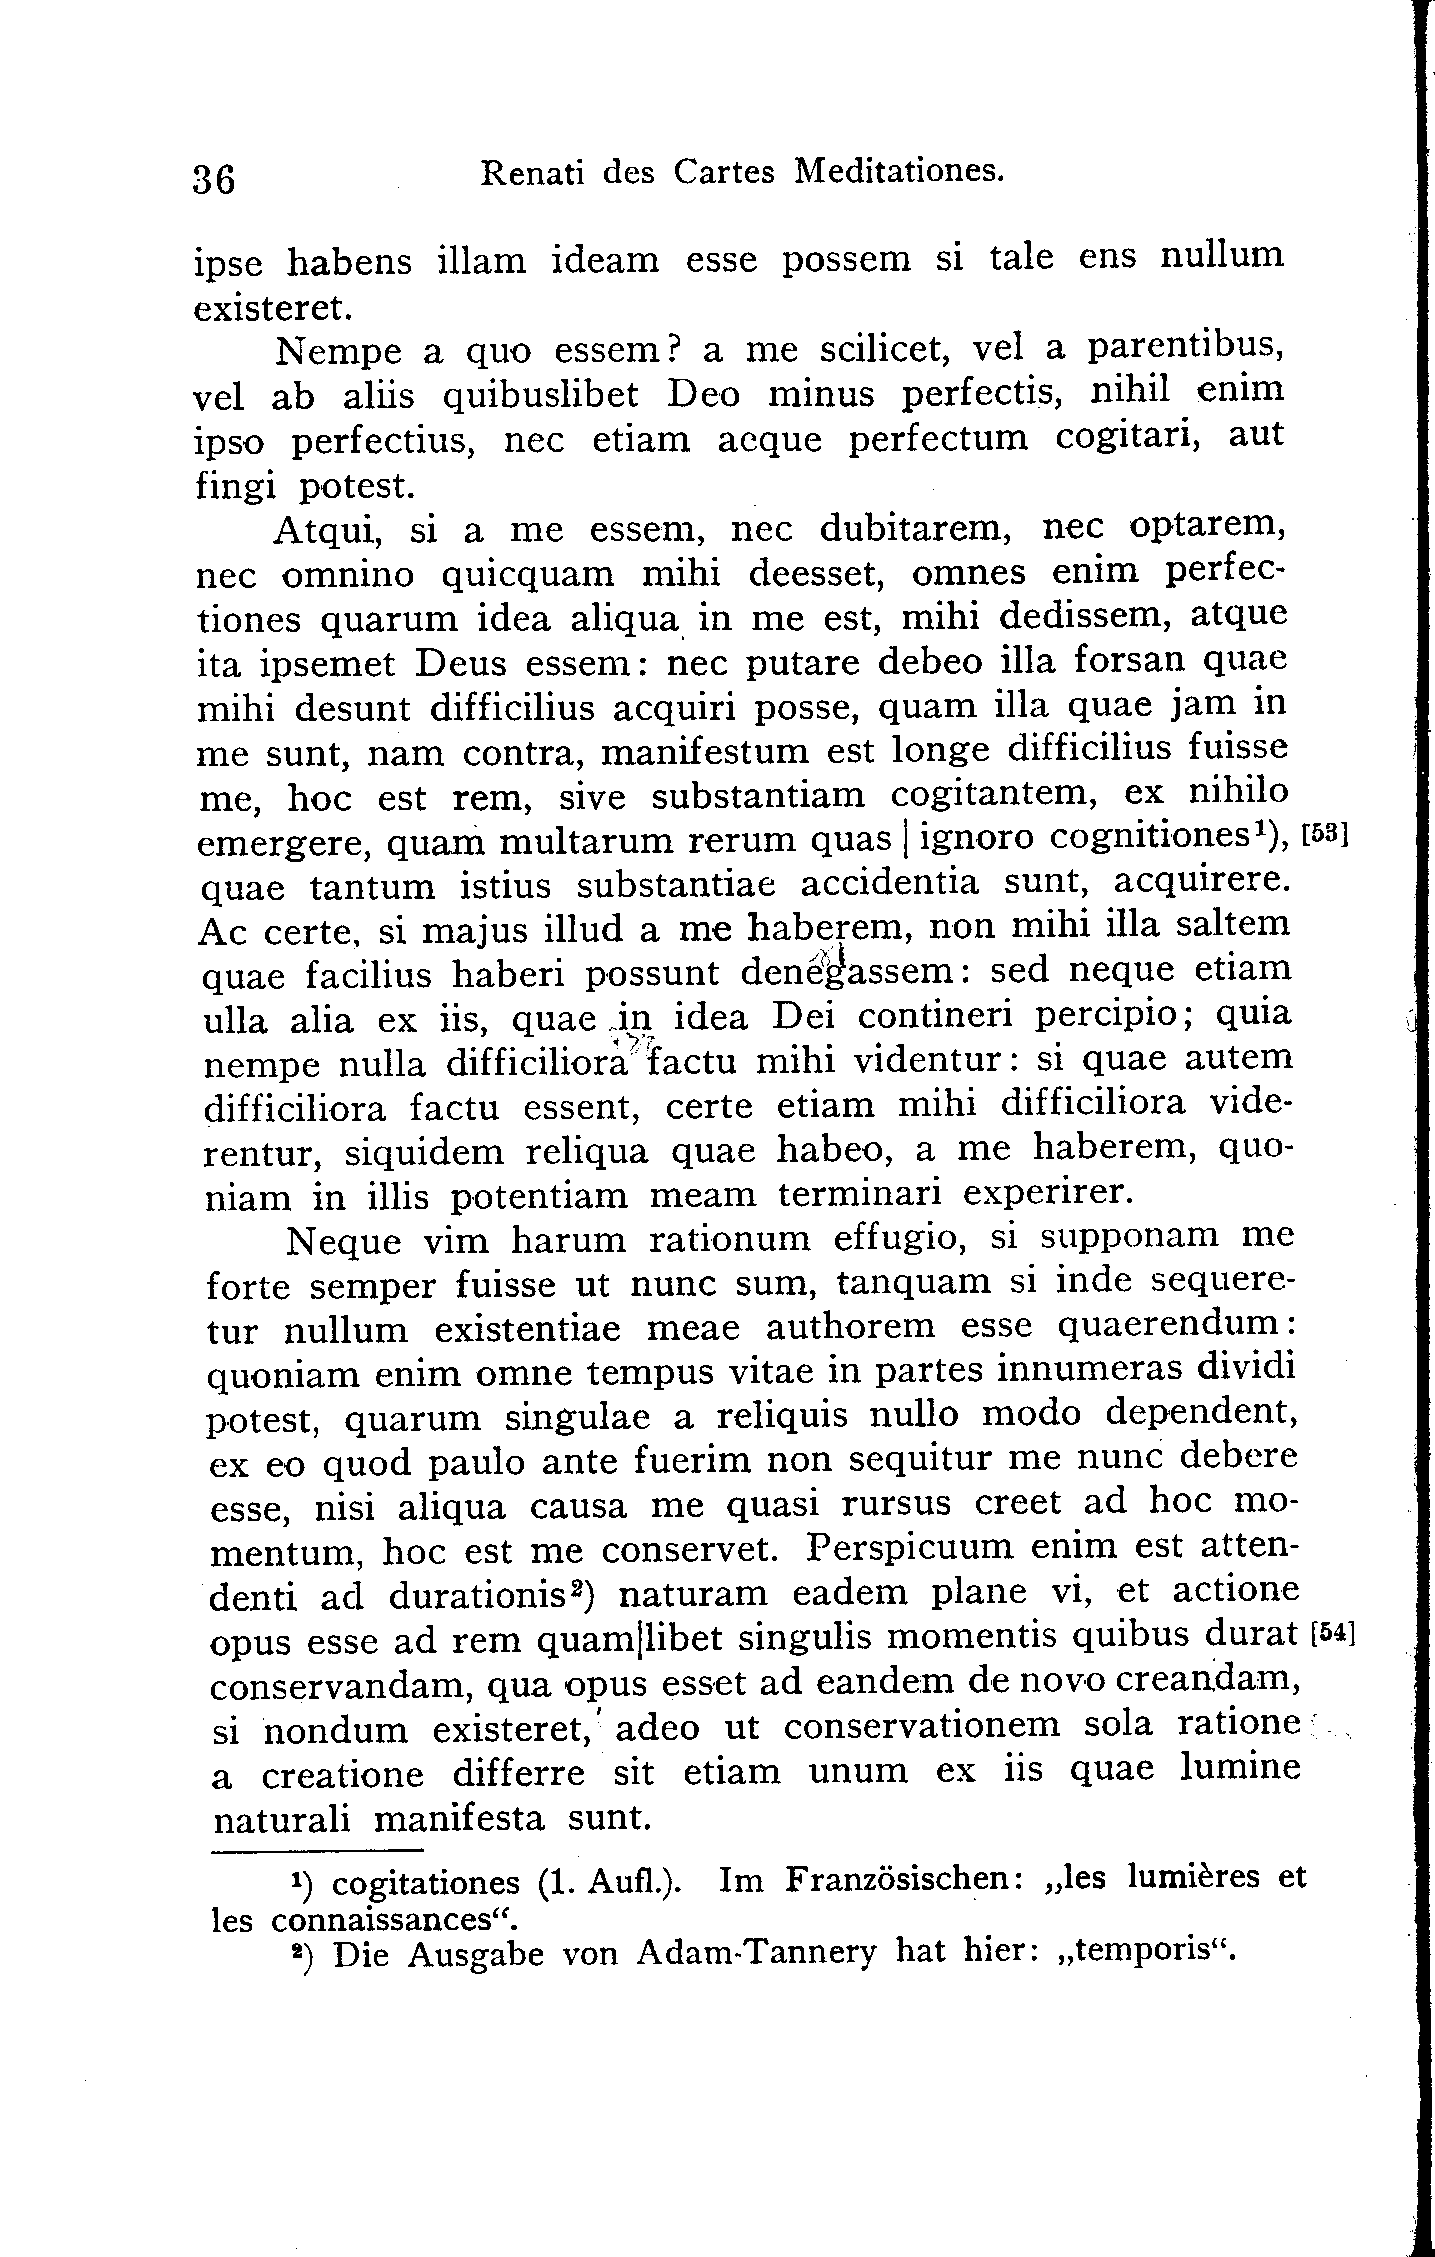 36 Renati des Cartes Meditationes.
ipse habens illam ideam esse possem si tale ens nullum
existeret.
Nempe a quo essem? a me scilicet, vel a parentibus,
vel ab aliis quibuslibet Deo minus perfectis, nihil enim
ipso perfectius, nec etiam aeque perfectum cogitari, aut
fingi potest.
Atqui, si a me essem, nec dubitarem, nec optarem,
nec omnino quicquam mihi deesset, omnes enim perfec-
tiones quarum idea aliqua in me est, mihi dedissem, atque
ita ipsemet Deus essem: nec putare debeo illa forsan quae
mihi desunt difficilius acquiri posse, quam illa quae jam in
me sunt, nam contra, manifestum est longe difficilius fuisse
me, hoc est rem, sive substantiam cogitantem, ex nihilo
emergere, quam multarum rerum quas | ignoro cognitiones¹), [53]
quae tantum istius substantiae accidentia sunt, acquirere.
Ac certe, si majus illud a me haberem, non mihi illa saltem
quae facilius haberi possunt denegassem: sed neque etiam
ulla alia ex iis, quae in idea Dei contineri percipio; quia
nempe nulla difficiliora factu mihi videntur: si quae autem
difficiliora factu essent, certe etiam mihi difficiliora vide-
rentur, siquidem reliqua quae habeo, a me haberem, quo-
niam in illis potentiam meam terminari experirer.
Neque vim harum rationum effugio, si supponam me
forte semper fuisse ut nunc sum, tanquam si inde sequere-
tur nullum existentiae meae authorem esse quaerendum:
quoniam enim omne tempus vitae in partes innumeras dividi
potest, quarum singulae a reliquis nullo modo dependent,
ex eo quod paulo ante fuerim non sequitur me nunc debere
esse, nisi aliqua causa me quasi rursus creet ad hoc mo-
mentum, hoc est me conservet. Perspicuum enim est atten-
denti ad durationis²) naturam eadem plane vi, et actione
opus esse ad rem quam|libet singulis momentis quibus durat [54]
conservandam, qua opus esset ad eandem de novo creandam,
si nondum existeret, adeo ut conservationem sola ratione
a creatione differre sit etiam unum ex iis quae lumine
naturali manifesta sunt.
¹) cogitationes (1. Aufl.). Im Französischen: „les lumières et
les connaissances“.
²) Die Ausgabe von Adam-Tannery hat hier: „temporis“.